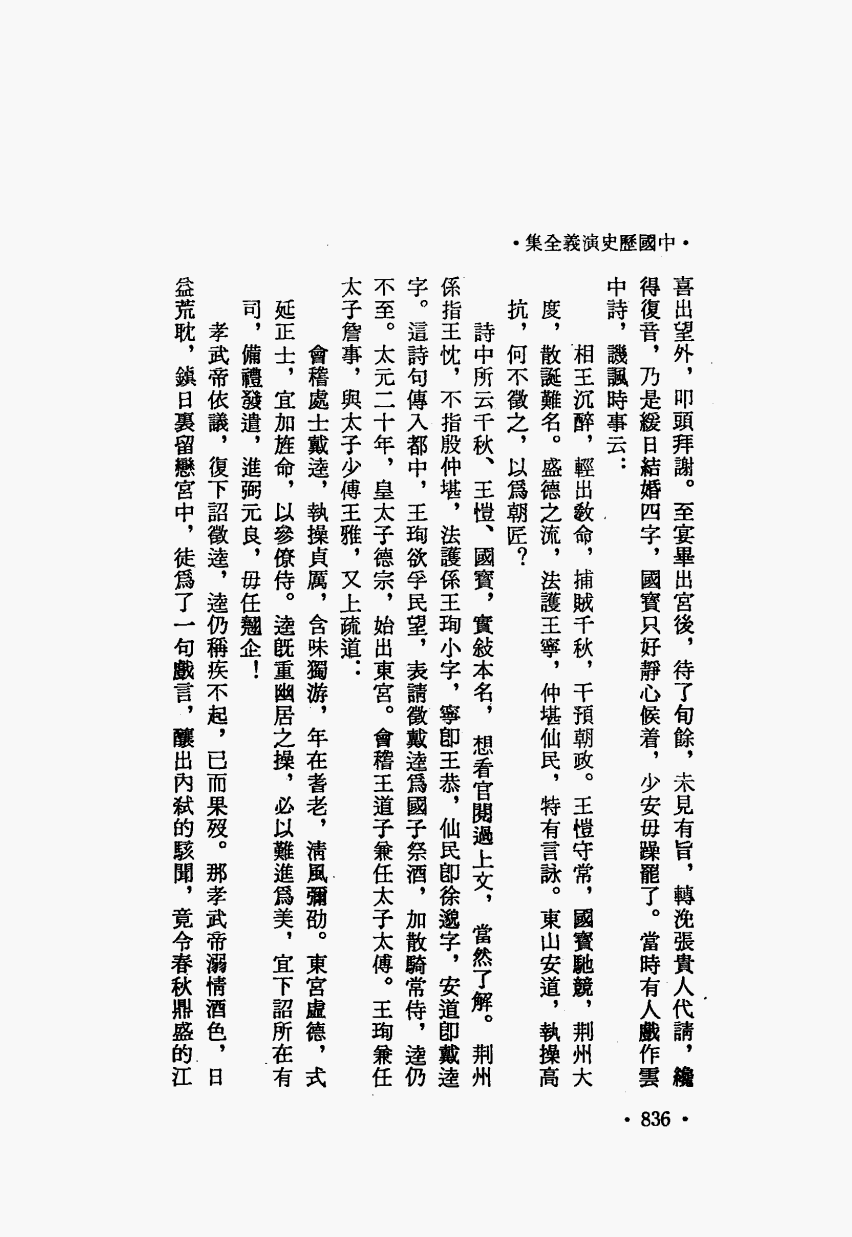 •中國歷史演義全集•
喜出望外，叩頭拜謝。至宴畢出宮後，待了旬餘，未見有旨，轉浼張貴人代請，纔
得復音，乃是緩日結婚四字，國寶只好靜心候着，少安毋躁罷了。當時有人戲作雲
中詩，譏諷時事云：
相王沉醉，輕出敎命，捕賊千秋，干預朝政。王愷守常，國寶馳競，荆州大
度，散誕難名。盛德之流，法護王寧，仲堪仙民，特有言詠。東山安道，執操高
抗，何不徵之，以爲朝匠？
詩中所云千秋、王愷、國寶，實敍本名，想看官閱過上文，當然了解。荆州
係指王忱，不指殷仲堪，法護係王珣小字，寧卽王恭，仙民卽徐邈字，安道卽戴逵
字。這詩句傳入都中，王珣欲孚民望，表請徵戴逵爲國子祭酒，加散騎常侍，逵仍
不至。太元二十年，皇太子德宗，始出東宮。會稽王道子兼任太子太傅。王珣兼任
太子詹事，與太子少傅王雅，又上疏道：
會稽處士戴逵，執操貞厲，含味獨游，年在耆老，淸風彌劭。東宮虛德，式
延正士，宜加旌命，以參僚侍。逵旣重幽居之操，必以難進爲美，宜下詔所在有
司，備禮發遣，進弼元良，毋任翹企！
孝武帝依議，復下詔徵逵，逵仍稱疾不起，已而果歿。那孝武帝溺情酒色，日
益荒耽，鎭日裏留戀宮中，徒爲了一句戲言，釀出內弑的駭聞，竟令春秋鼎盛的江
•836•